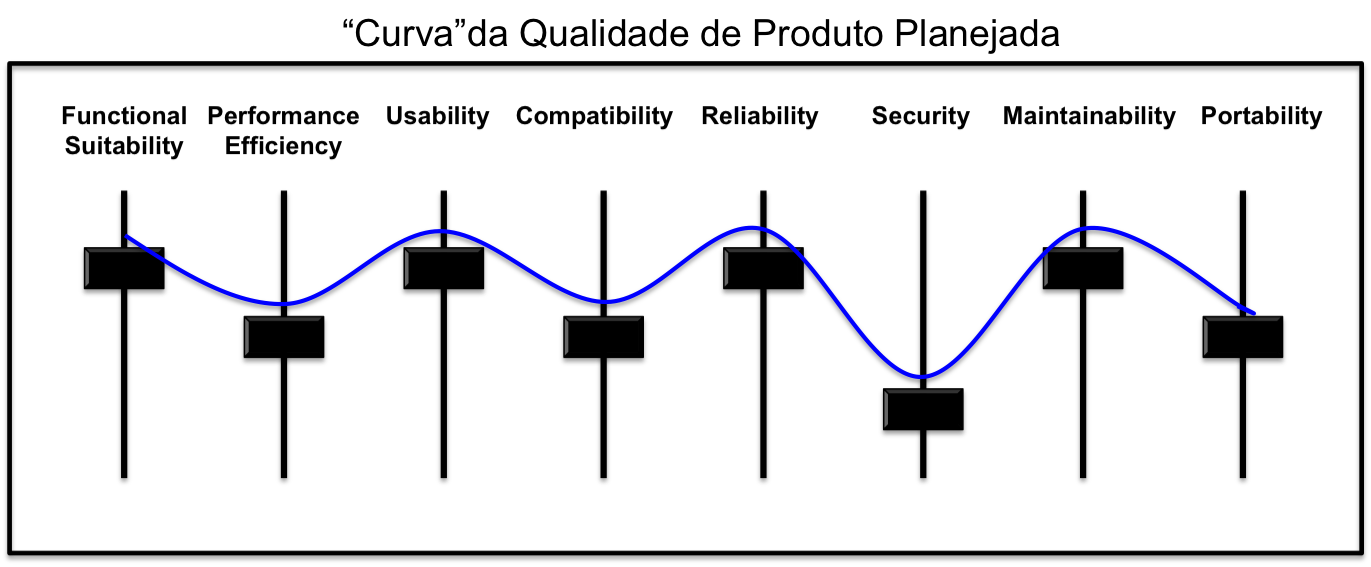 “Curva”da Qualidade de Produto Planejada
Functional
Suitability
Performance
Efficiency
Usability
Compatibility
Reliability
Security
Maintainability
Portability